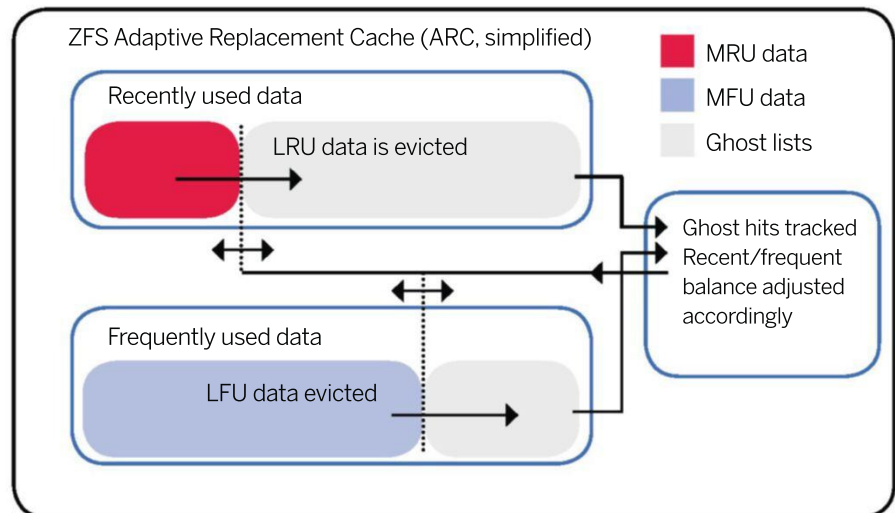 ZFS Adaptive Replacement Cache (ARC, simplified)
MRU data
MFU data
Ghost lists
Recently used data
LRU data is evicted
Ghost hits tracked
Recent/frequent
balance adjusted
accordingly
Frequently used data
LFU data evicted